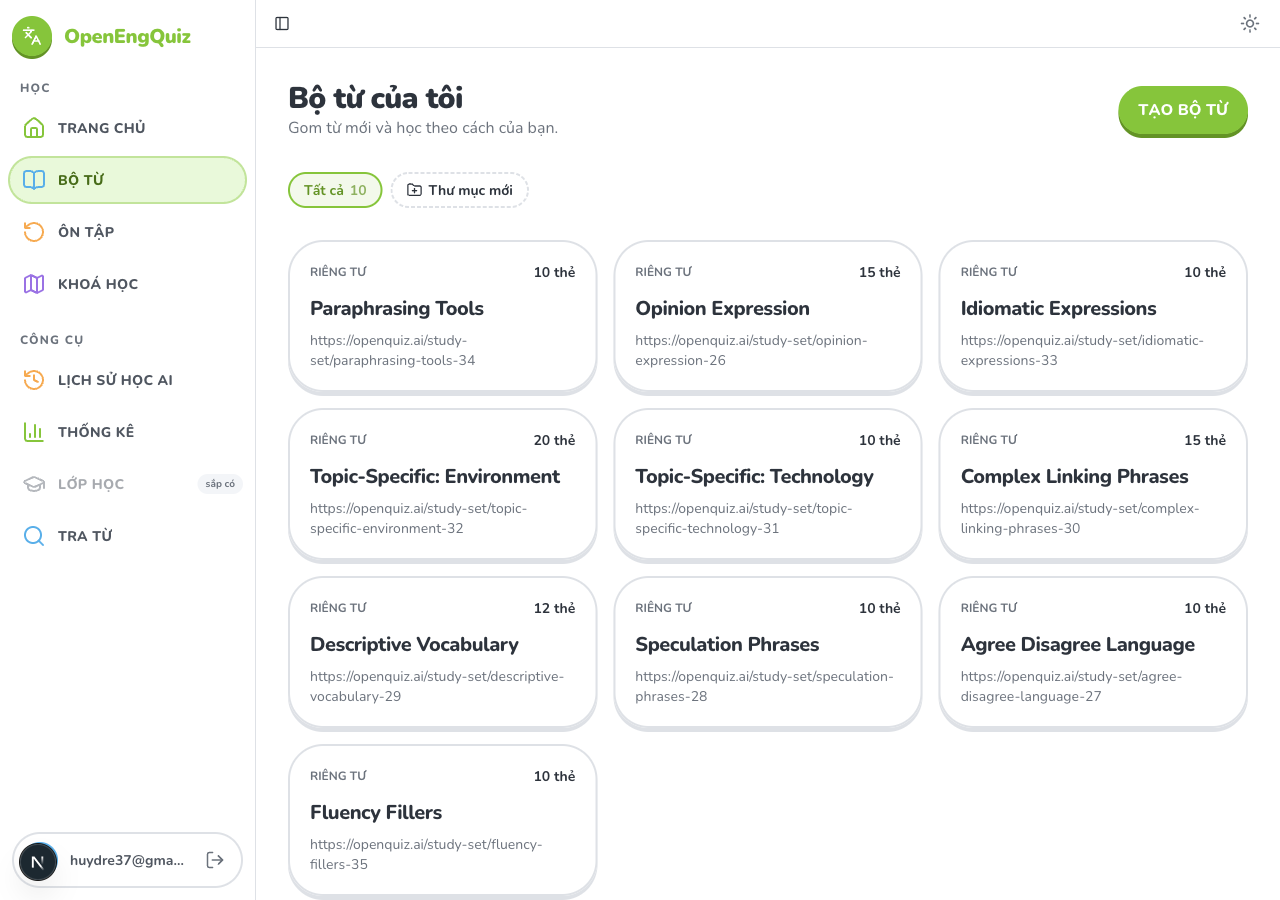 OpenEngQuiz
HỌC
TRANG CHỦ
BỘ TỪ
ÔN TẬP
KHOÁ HỌC
CÔNG CỤ
LỊCH SỬ HỌC AI
THỐNG KÊ
LỚP HỌC
sắp có
TRA TỪ
huydre37@gma...
Bộ từ của tôi
Gom từ mới và học theo cách của bạn.
TẠO BỘ TỪ
Tất cả 10
Thư mục mới
RIÊNG TƯ
10 thẻ
Paraphrasing Tools
https://openquiz.ai/study-
set/paraphrasing-tools-34
RIÊNG TƯ
15 thẻ
Opinion Expression
https://openquiz.ai/study-set/opinion-
expression-26
RIÊNG TƯ
10 thẻ
Idiomatic Expressions
https://openquiz.ai/study-set/idiomatic-
expressions-33
RIÊNG TƯ
20 thẻ
Topic-Specific: Environment
https://openquiz.ai/study-set/topic-
specific-environment-32
RIÊNG TƯ
10 thẻ
Topic-Specific: Technology
https://openquiz.ai/study-set/topic-
specific-technology-31
RIÊNG TƯ
15 thẻ
Complex Linking Phrases
https://openquiz.ai/study-set/complex-
linking-phrases-30
RIÊNG TƯ
12 thẻ
Descriptive Vocabulary
https://openquiz.ai/study-set/descriptive-
vocabulary-29
RIÊNG TƯ
10 thẻ
Speculation Phrases
https://openquiz.ai/study-set/speculation-
phrases-28
RIÊNG TƯ
10 thẻ
Agree Disagree Language
https://openquiz.ai/study-set/agree-
disagree-language-27
RIÊNG TƯ
10 thẻ
Fluency Fillers
https://openquiz.ai/study-set/fluency-
fillers-35